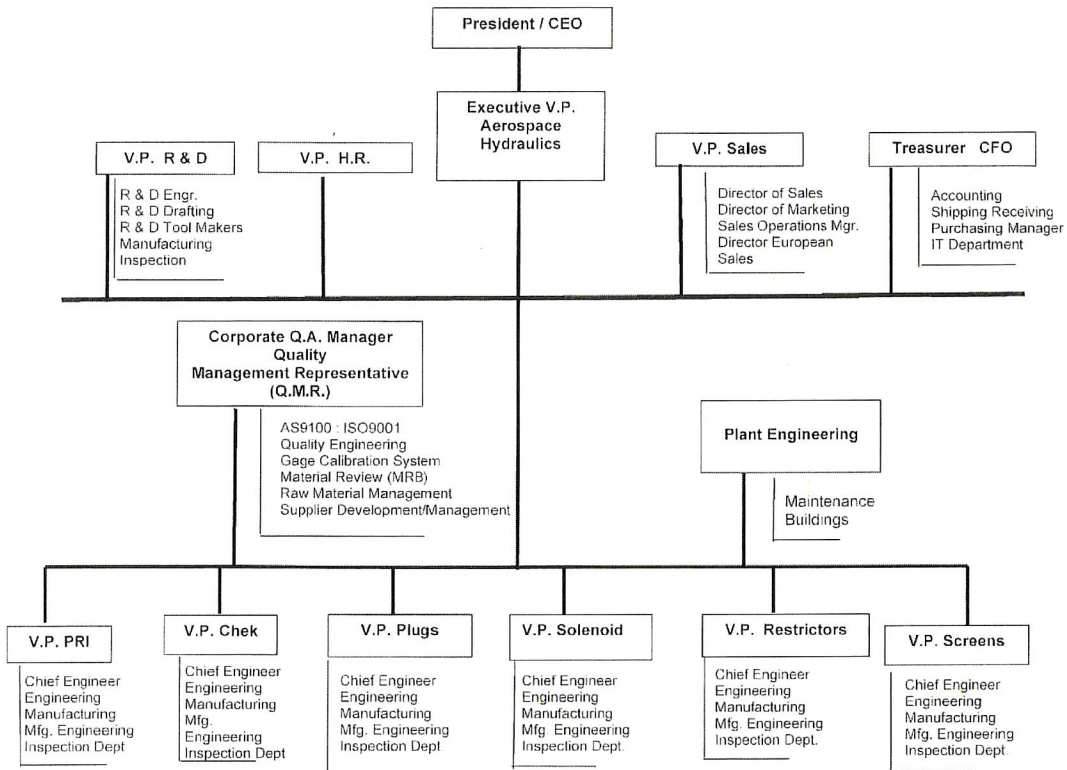 President / CEO
Executive V.P.
Aerospace
Hydraulics
V.P. R & D
R & D Engr.
R & D Drafting
R & D Tool Makers
Manufacturing
Inspection
V.P. H.R.
V.P. Sales
Director of Sales
Director of Marketing
Sales Operations Mgr.
Director European
Sales
Treasurer CFO
Accounting
Shipping Receiving
Purchasing Manager
IT Department
Corporate Q.A. Manager
Quality
Management Representative
(Q.M.R.)
AS9100 : ISO9001
Quality Engineering
Gage Calibration System
Material Review (MRB)
Raw Material Management
Supplier Development/Management
Plant Engineering
Maintenance
Buildings
V.P. PRI
Chief Engineer
Engineering
Manufacturing
Mfg. Engineering
Inspection Dept
V.P. Chek
Chief Engineer
Engineering
Manufacturing
Mfg.
Engineering
Inspection Dept
V.P. Plugs
Chief Engineer
Engineering
Manufacturing
Mfg. Engineering
Inspection Dept.
V.P. Solenoid
Chief Engineer
Engineering
Manufacturing
Mfg. Engineering
Inspection Dept.
V.P. Restrictors
Chief Engineer
Engineering
Manufacturing
Mfg. Engineering
Inspection Dept.
V.P. Screens
Chief Engineer
Engineering
Manufacturing
Mfg. Engineering
Inspection Dept